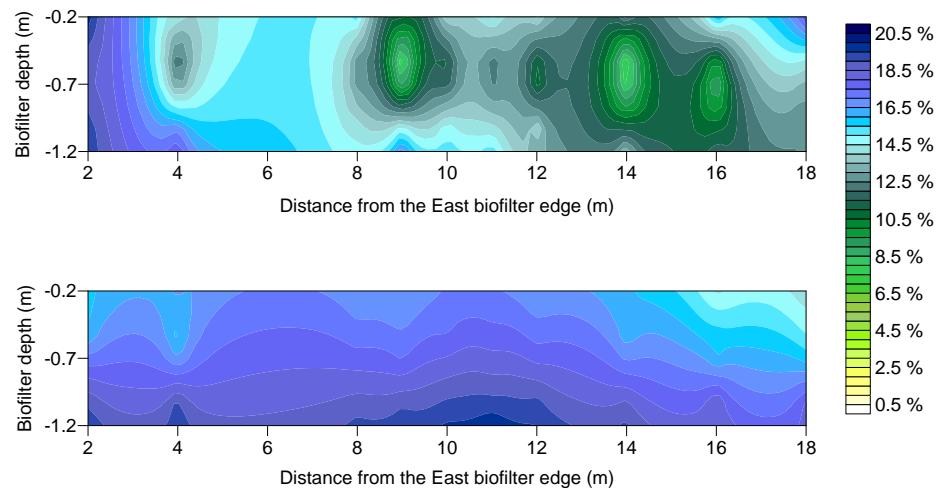 -0.2
-0.7
-1.2
Biofilter depth (m)
2 4 6 8 10 12 14 16 18
Distance from the East biofilter edge (m)
-0.2
-0.7
-1.2
Biofilter depth (m)
2 4 6 8 10 12 14 16 18
Distance from the East biofilter edge (m)
20.5 %
18.5 %
16.5 %
14.5 %
12.5 %
10.5 %
8.5 %
6.5 %
4.5 %
2.5 %
0.5 %